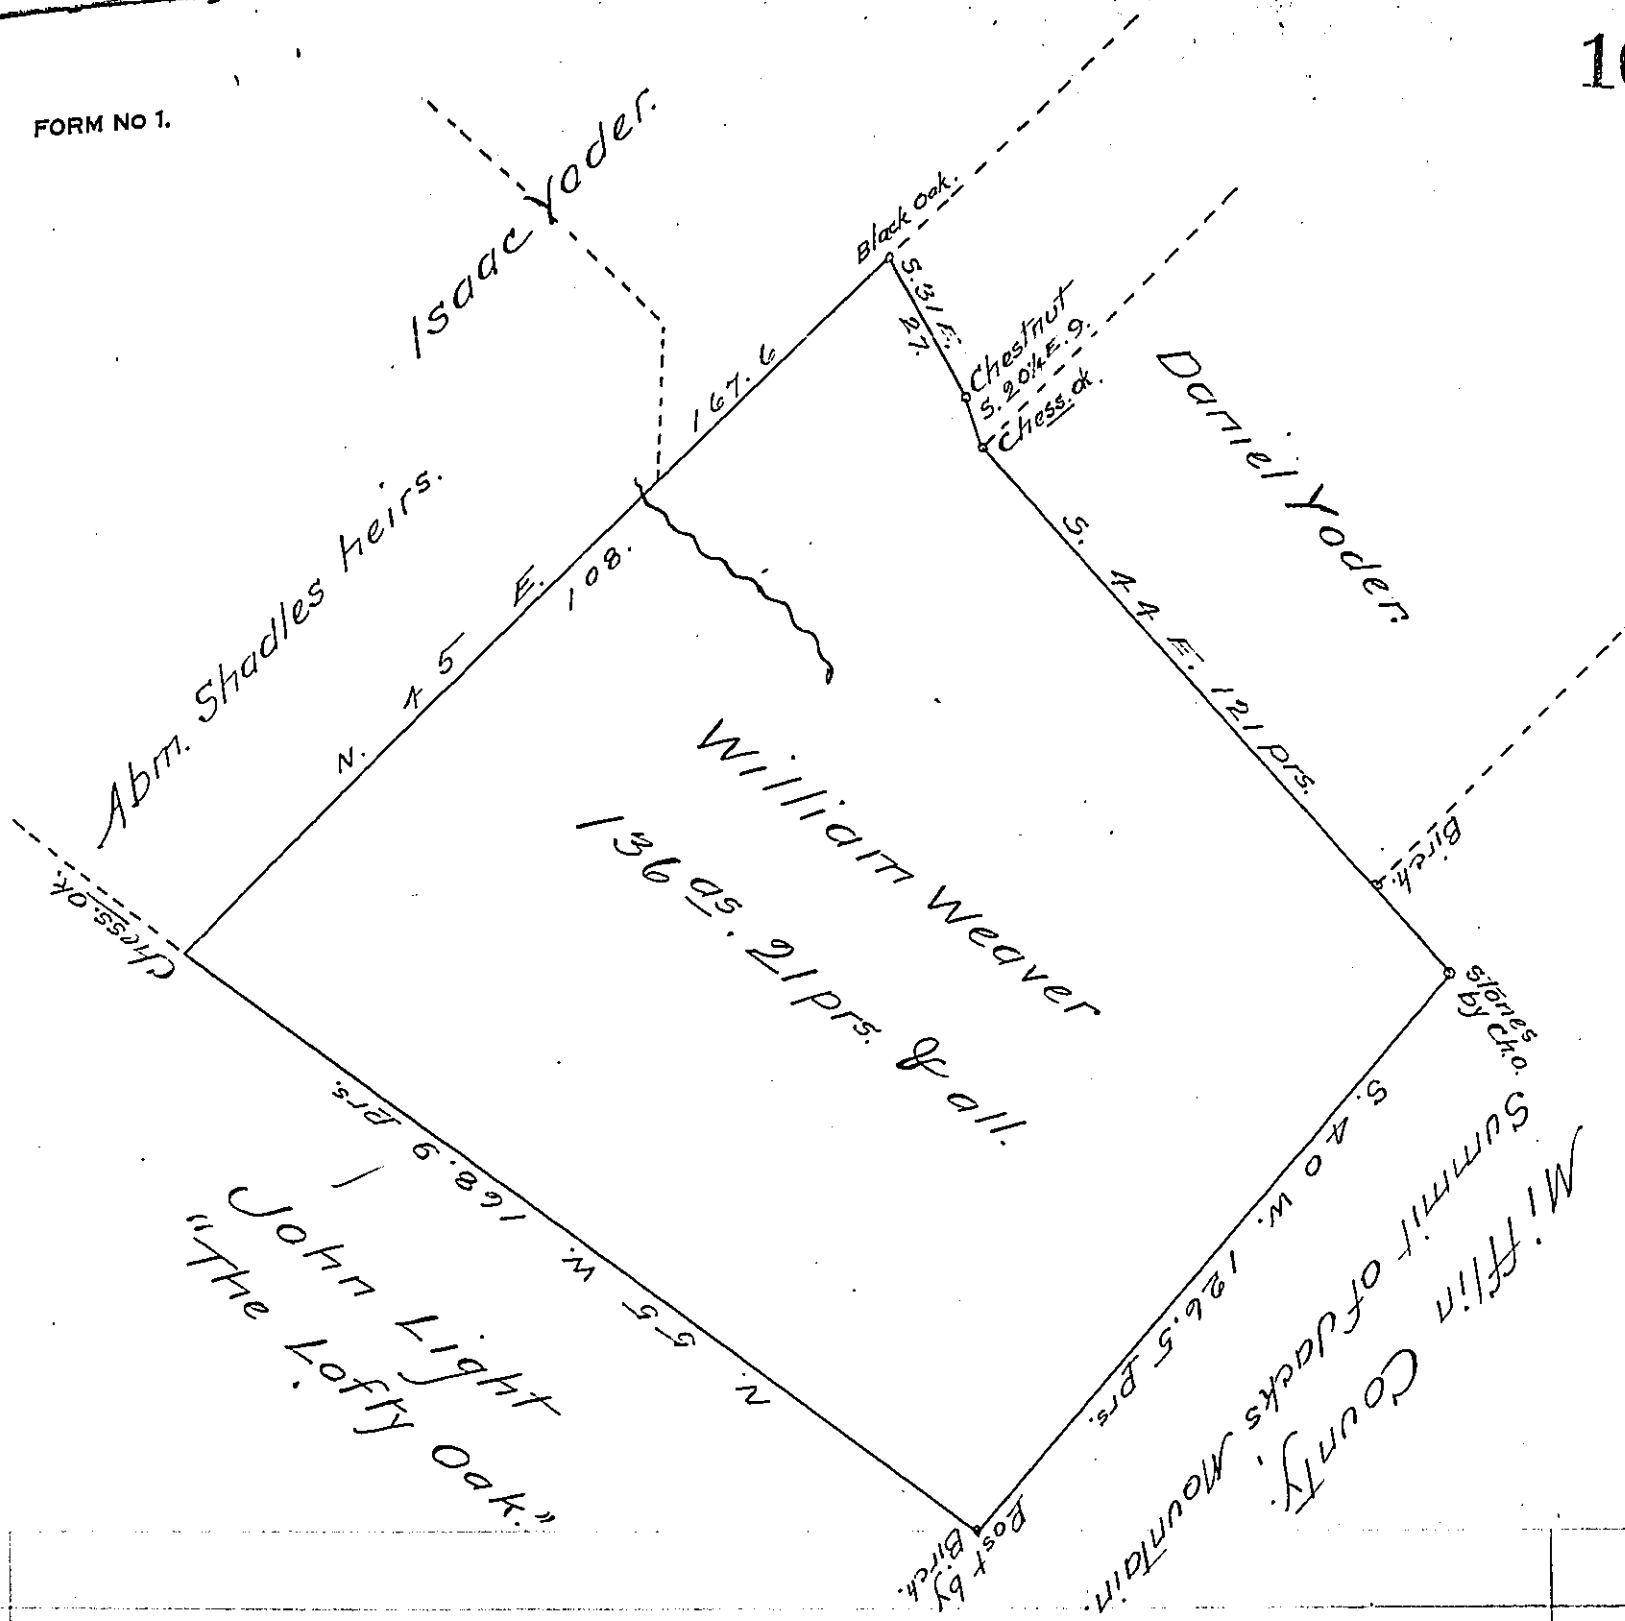 10
FORM No 1.
Isaac Yoder.
Black Oak.
S. 31 E.
27.
Chestnut
S. 20¼ E. 9.
Chess. ok.
167.6
Daniel Yoder.
Abm. Shadles heirs.
N. 45 E.
108.
S. 44 E. 121 prs.
Birch.
William Weaver
136 as. 21 prs. & all.
Chess. ok.
Stones
by Ch.o.
N. 55 W. 168.9 prs.
S. 40 W. 126.5 prs.
John Light
"The Lofty Oak."
Summit of Jacks Mountain.
Mifflin County.
Post by
Birch.